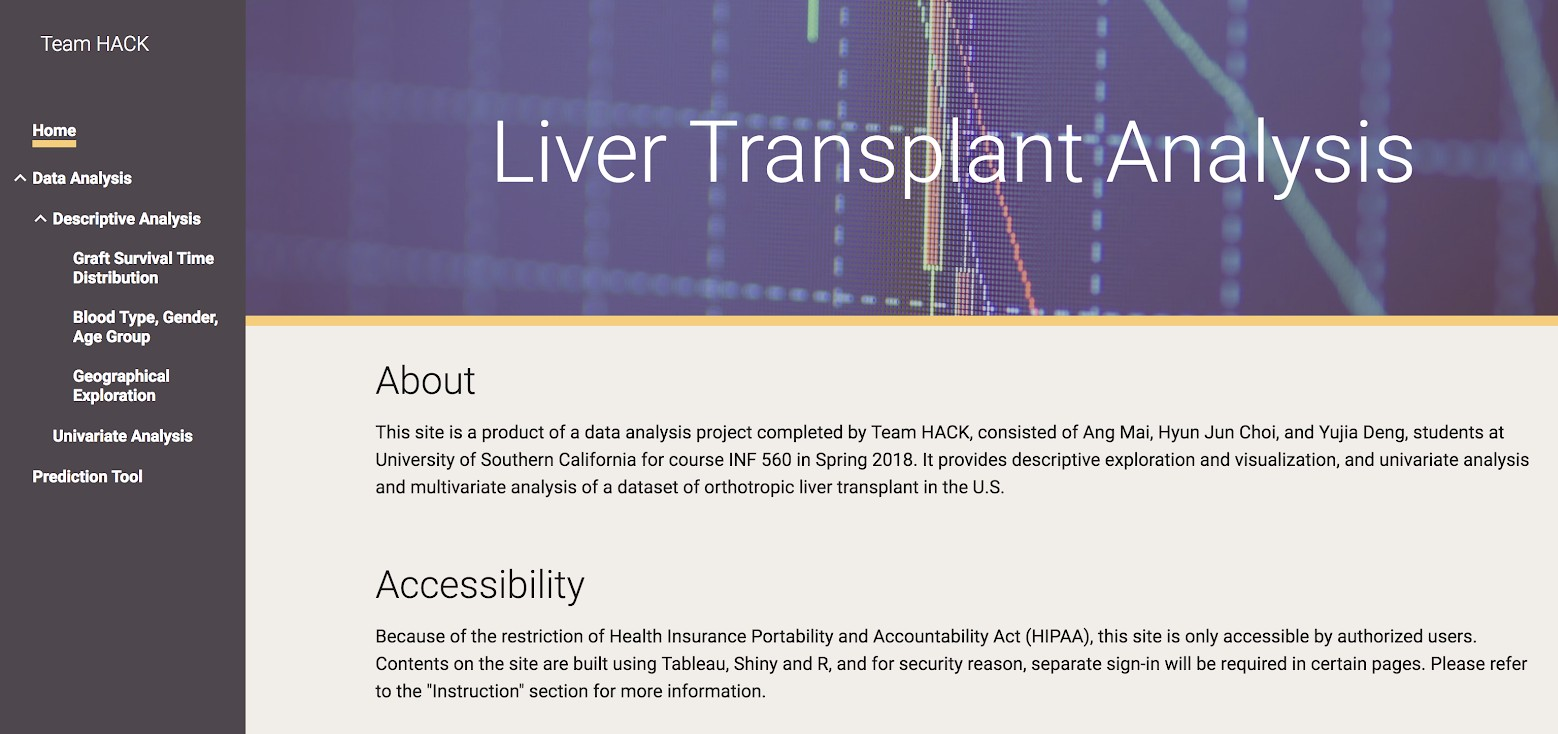 Team HACK
Home
Data Analysis
Descriptive Analysis
Graft Survival Time
Distribution
Blood Type, Gender,
Age Group
Geographical
Exploration
Univariate Analysis
Prediction Tool
Liver Transplant Analysis
About
This site is a product of a data analysis project completed by Team HACK, consisted of Ang Mai, Hyun Jun Choi, and Yujia Deng, students at
University of Southern California for course INF 560 in Spring 2018. It provides descriptive exploration and visualization, and univariate analysis
and multivariate analysis of a dataset of orthotropic liver transplant in the U.S.
Accessibility
Because of the restriction of Health Insurance Portability and Accountability Act (HIPAA), this site is only accessible by authorized users.
Contents on the site are built using Tableau, Shiny and R, and for security reason, separate sign-in will be required in certain pages. Please refer
to the "Instruction" section for more information.